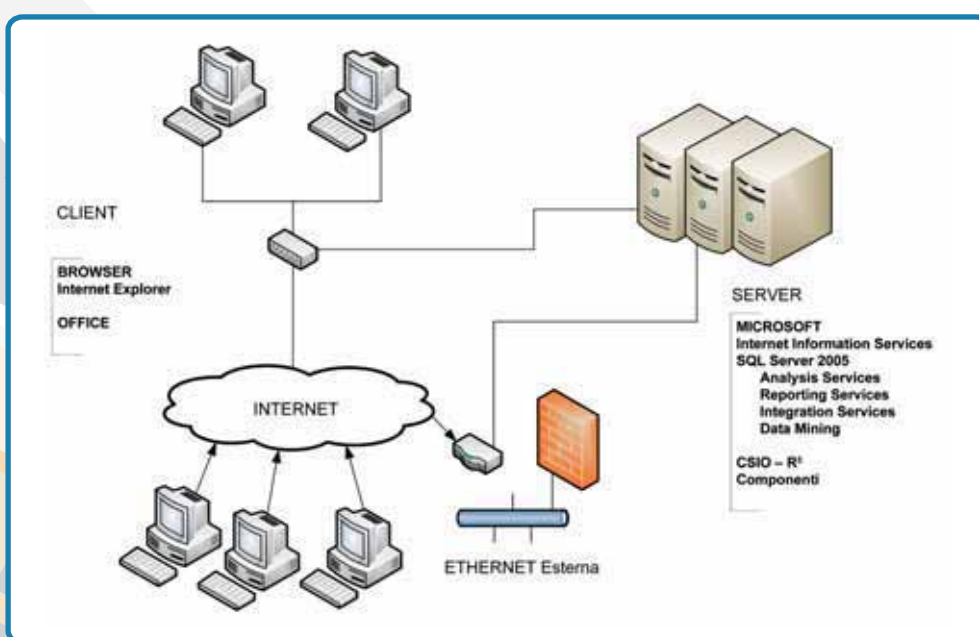 CLIENT
BROWSER
Internet Explorer
OFFICE
INTERNET
ETHERNET Esterna
SERVER
MICROSOFT
Internet Information Services
SQL Server 2005
Analysis Services
Reporting Services
Integration Services
Data Mining
CSIO – R
Componenti